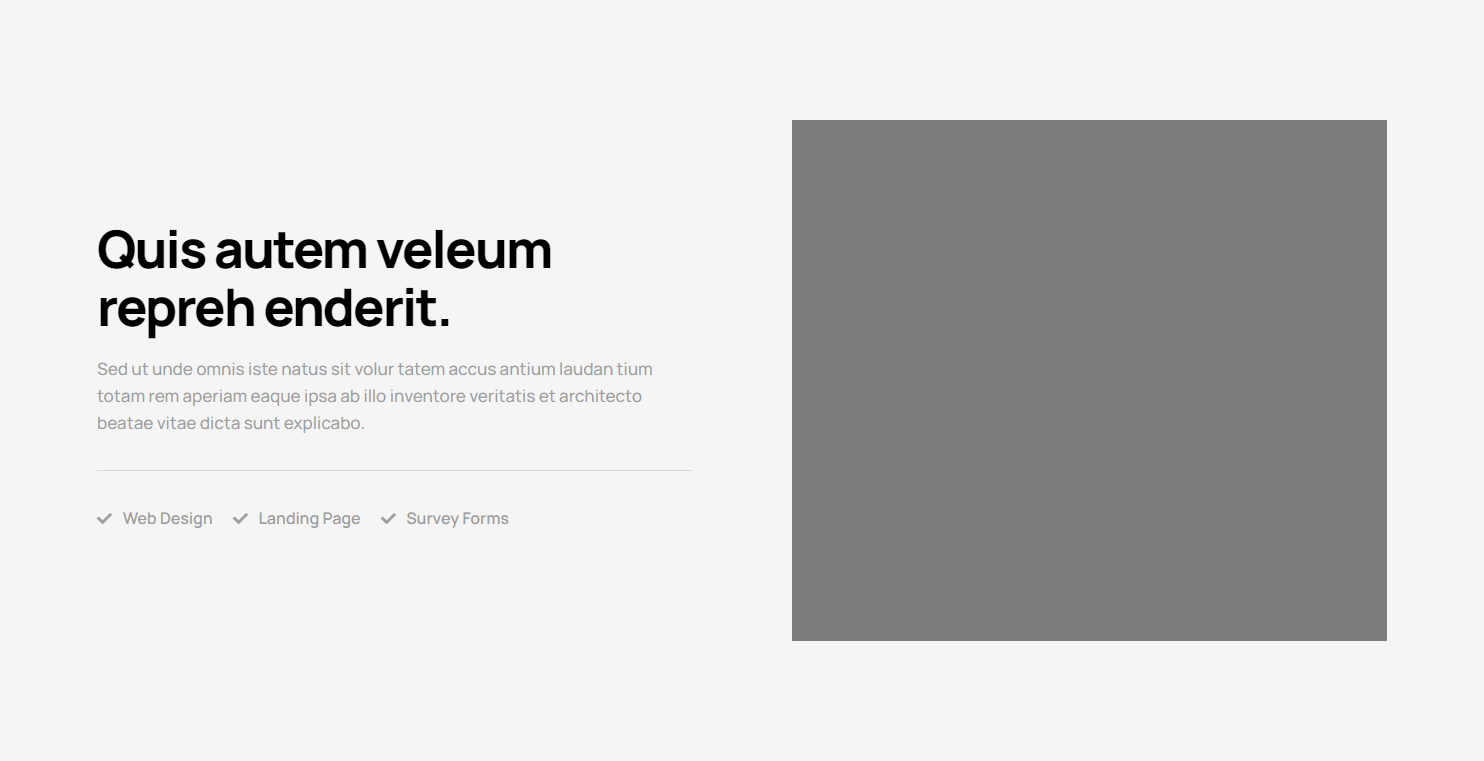 Quis autem veleum
repreh enderit.
Sed ut unde omnis iste natus sit volur tatem accus antium laudan tium
totam rem aperiam eaque ipsa ab illo inventore veritatis et architecto
beatae vitae dicta sunt explicabo.
Web Design Landing Page Survey Forms